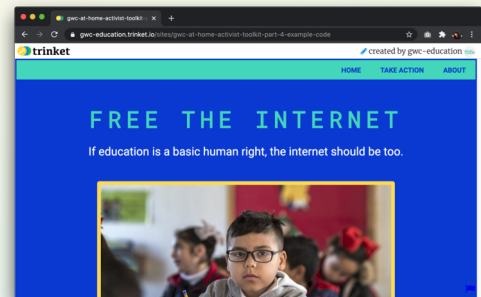 gwc-at-home-activist-toolkit-
gwc-education.trinket.io/sites/gwc-at-home-activist-toolkit-part-4-example-code
trinket
created by gwc-education
HOME TAKE ACTION ABOUT
FREE THE INTERNET
If education is a basic human right, the internet should be too.